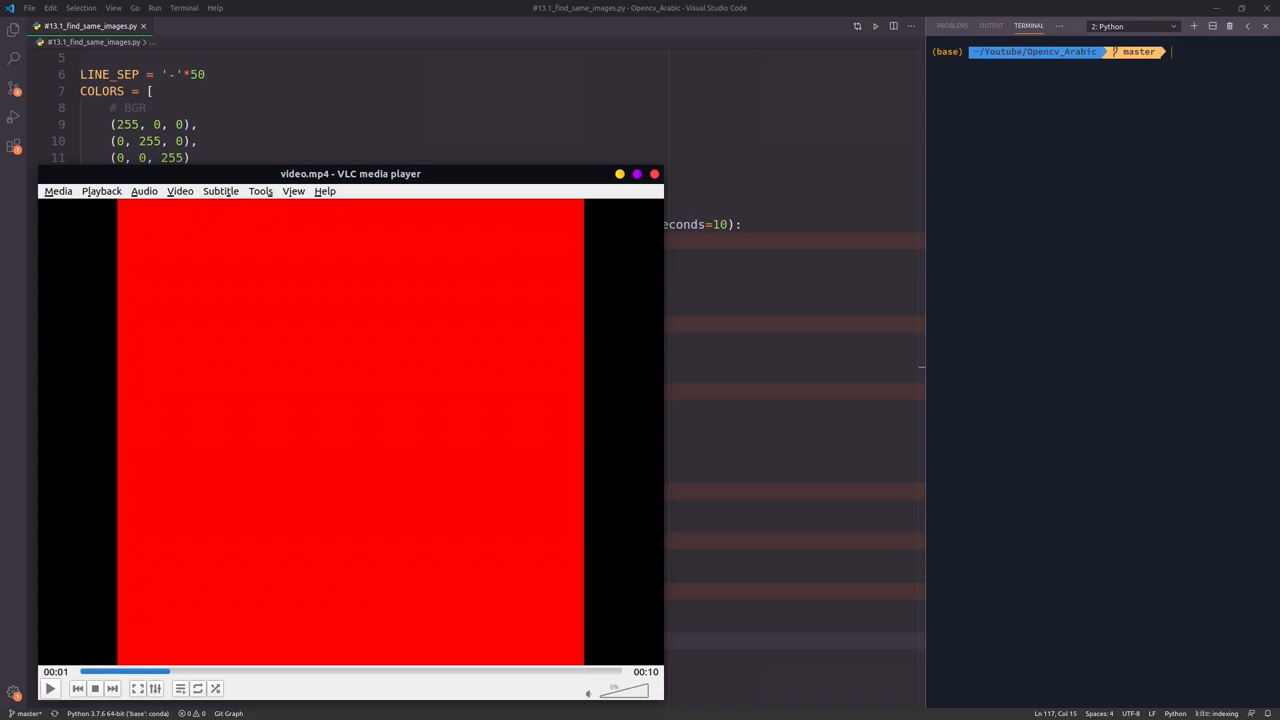 File Edit Selection View Go Run Terminal Help
#13.1_find_same_images.py - Opencv_Arabic - Visual Studio Code
#13.1_find_same_images.py ×
#13.1_find_same_images.py > ...
PROBLEMS OUTPUT TERMINAL ... 2: Python
(base) ~/Youtube/Opencv_Arabic master
5
6 LINE_SEP = '-'*50
7 COLORS = [
8 # BGR
9 (255, 0, 0),
10 (0, 255, 0),
11 (0, 0, 255)
video.mp4 - VLC media player
Media Playback Audio Video Subtitle Tools View Help
econds=10):
00:01 00:10
0%
master* Python 3.7.6 64-bit ('base': conda) 0 0 Git Graph
Ln 117, Col 15 Spaces: 4 UTF-8 LF Python kite: indexing